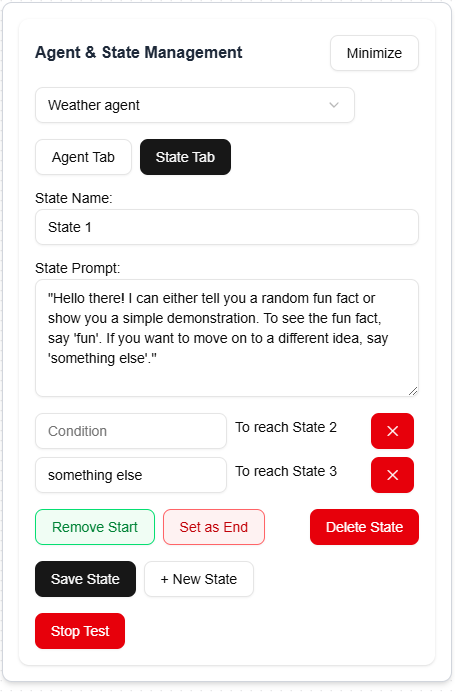 Agent & State Management
Minimize
Weather agent
Agent Tab
State Tab
State Name:
State 1
State Prompt:
"Hello there! I can either tell you a random fun fact or
show you a simple demonstration. To see the fun fact,
say 'fun'. If you want to move on to a different idea, say
'something else'."
Condition
To reach State 2
something else
To reach State 3
Remove Start
Set as End
Delete State
Save State
+ New State
Stop Test